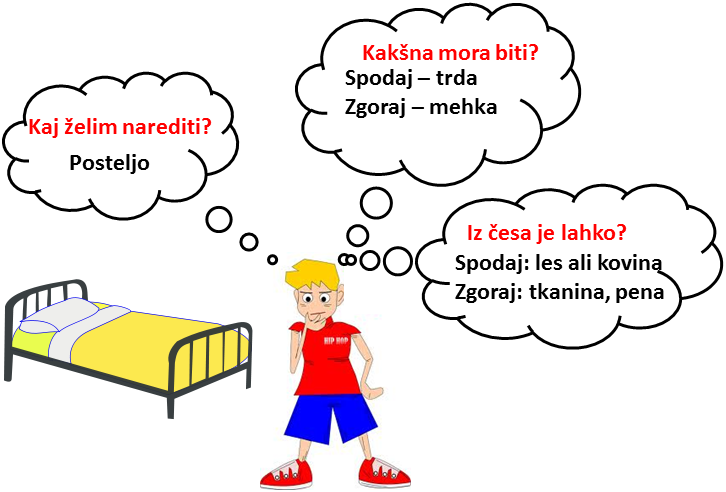 Kaj želim narediti?
Posteljo
Kakšna mora biti?
Spodaj – trda
Zgoraj – mehka
Iz česa je lahko?
Spodaj: les ali kovina
Zgoraj: tkanina, pena
HIP HOP